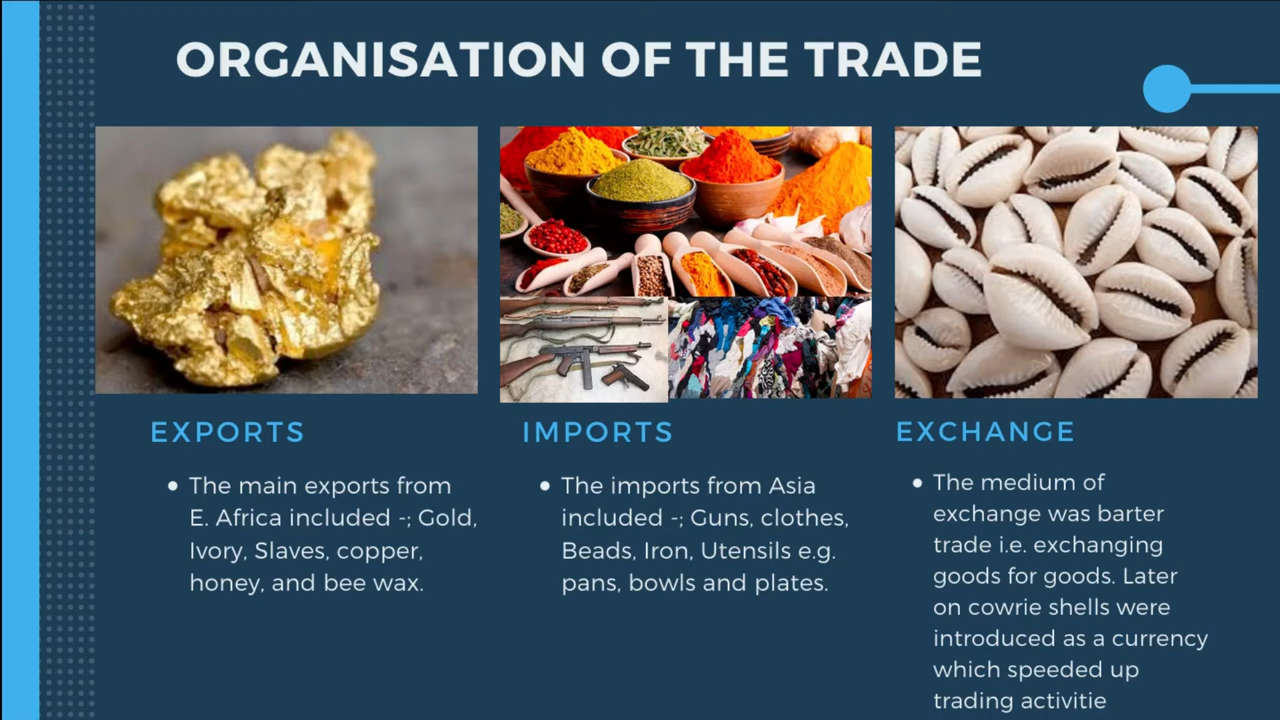 ORGANISATION OF THE TRADE
EXPORTS
• The main exports from
E. Africa included -; Gold,
Ivory, Slaves, copper,
honey, and bee wax.
IMPORTS
• The imports from Asia
included -; Guns, clothes,
Beads, Iron, Utensils e.g.
pans, bowls and plates.
EXCHANGE
• The medium of
exchange was barter
trade i.e. exchanging
goods for goods. Later
on cowrie shells were
introduced as a currency
which speeded up
trading activitie